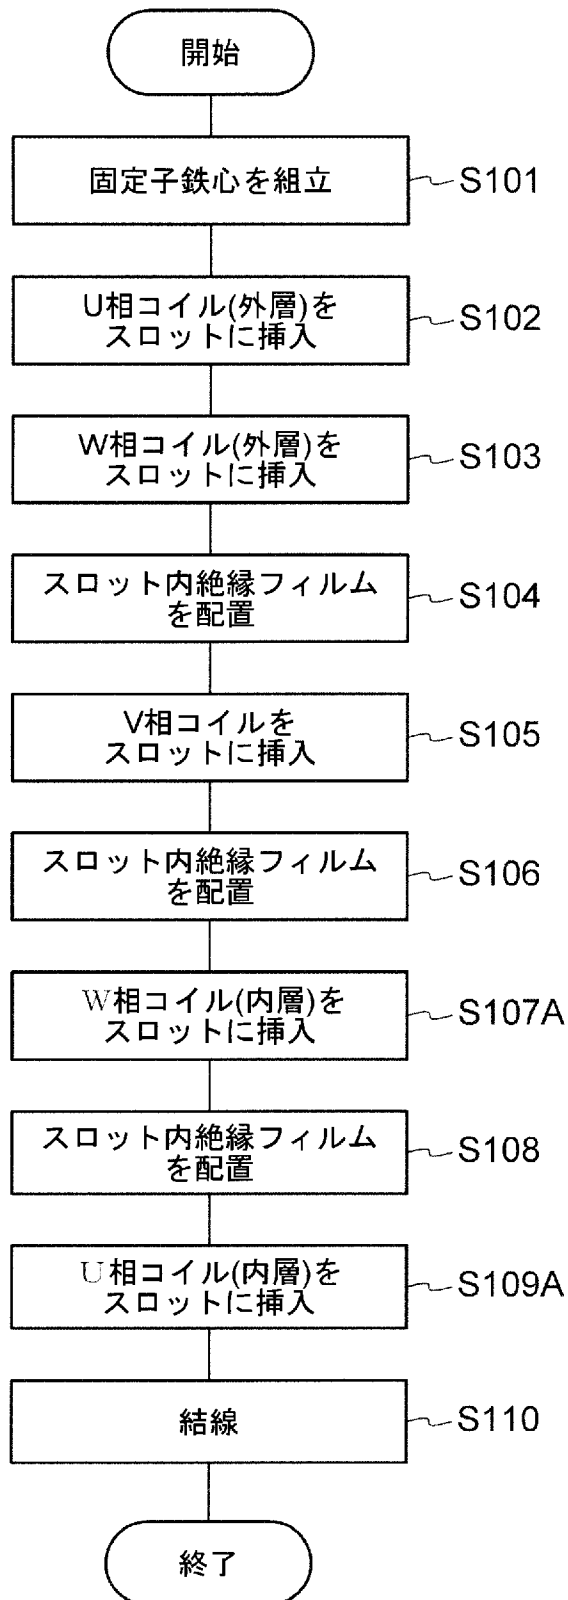 開始
固定子鉄心を組立
S101
U相コイル(外層)を
スロットに挿入
S102
W相コイル(外層)を
スロットに挿入
S103
スロット内絶縁フィルム
を配置
S104
V相コイルを
スロットに挿入
S105
スロット内絶縁フィルム
を配置
S106
W相コイル(内層)を
スロットに挿入
S107A
スロット内絶縁フィルム
を配置
S108
U相コイル(内層)を
スロットに挿入
S109A
結線
S110
終了